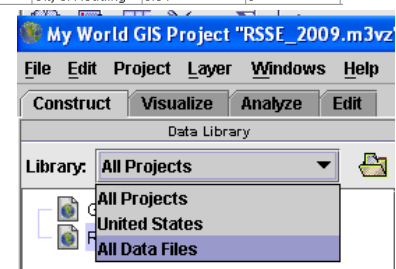 My World GIS Project "RSSE_2009.m3vz"
File Edit Project Layer Windows Help
Construct Visualize Analyze Edit
Data Library
Library: All Projects
All Projects
United States
All Data Files